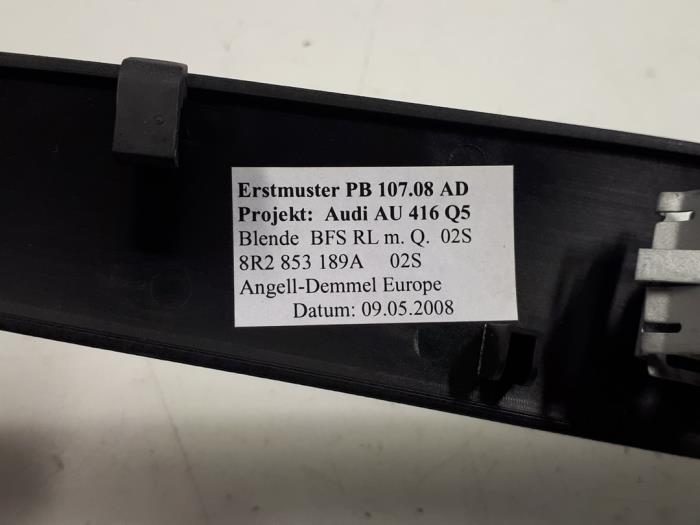 Erstmuster PB 107.08 AD
Projekt: Audi AU 416 Q5
Blende BFS RL m. Q. 02S
8R2 853 189A 02S
Angell-Demmel Europe
Datum: 09.05.2008